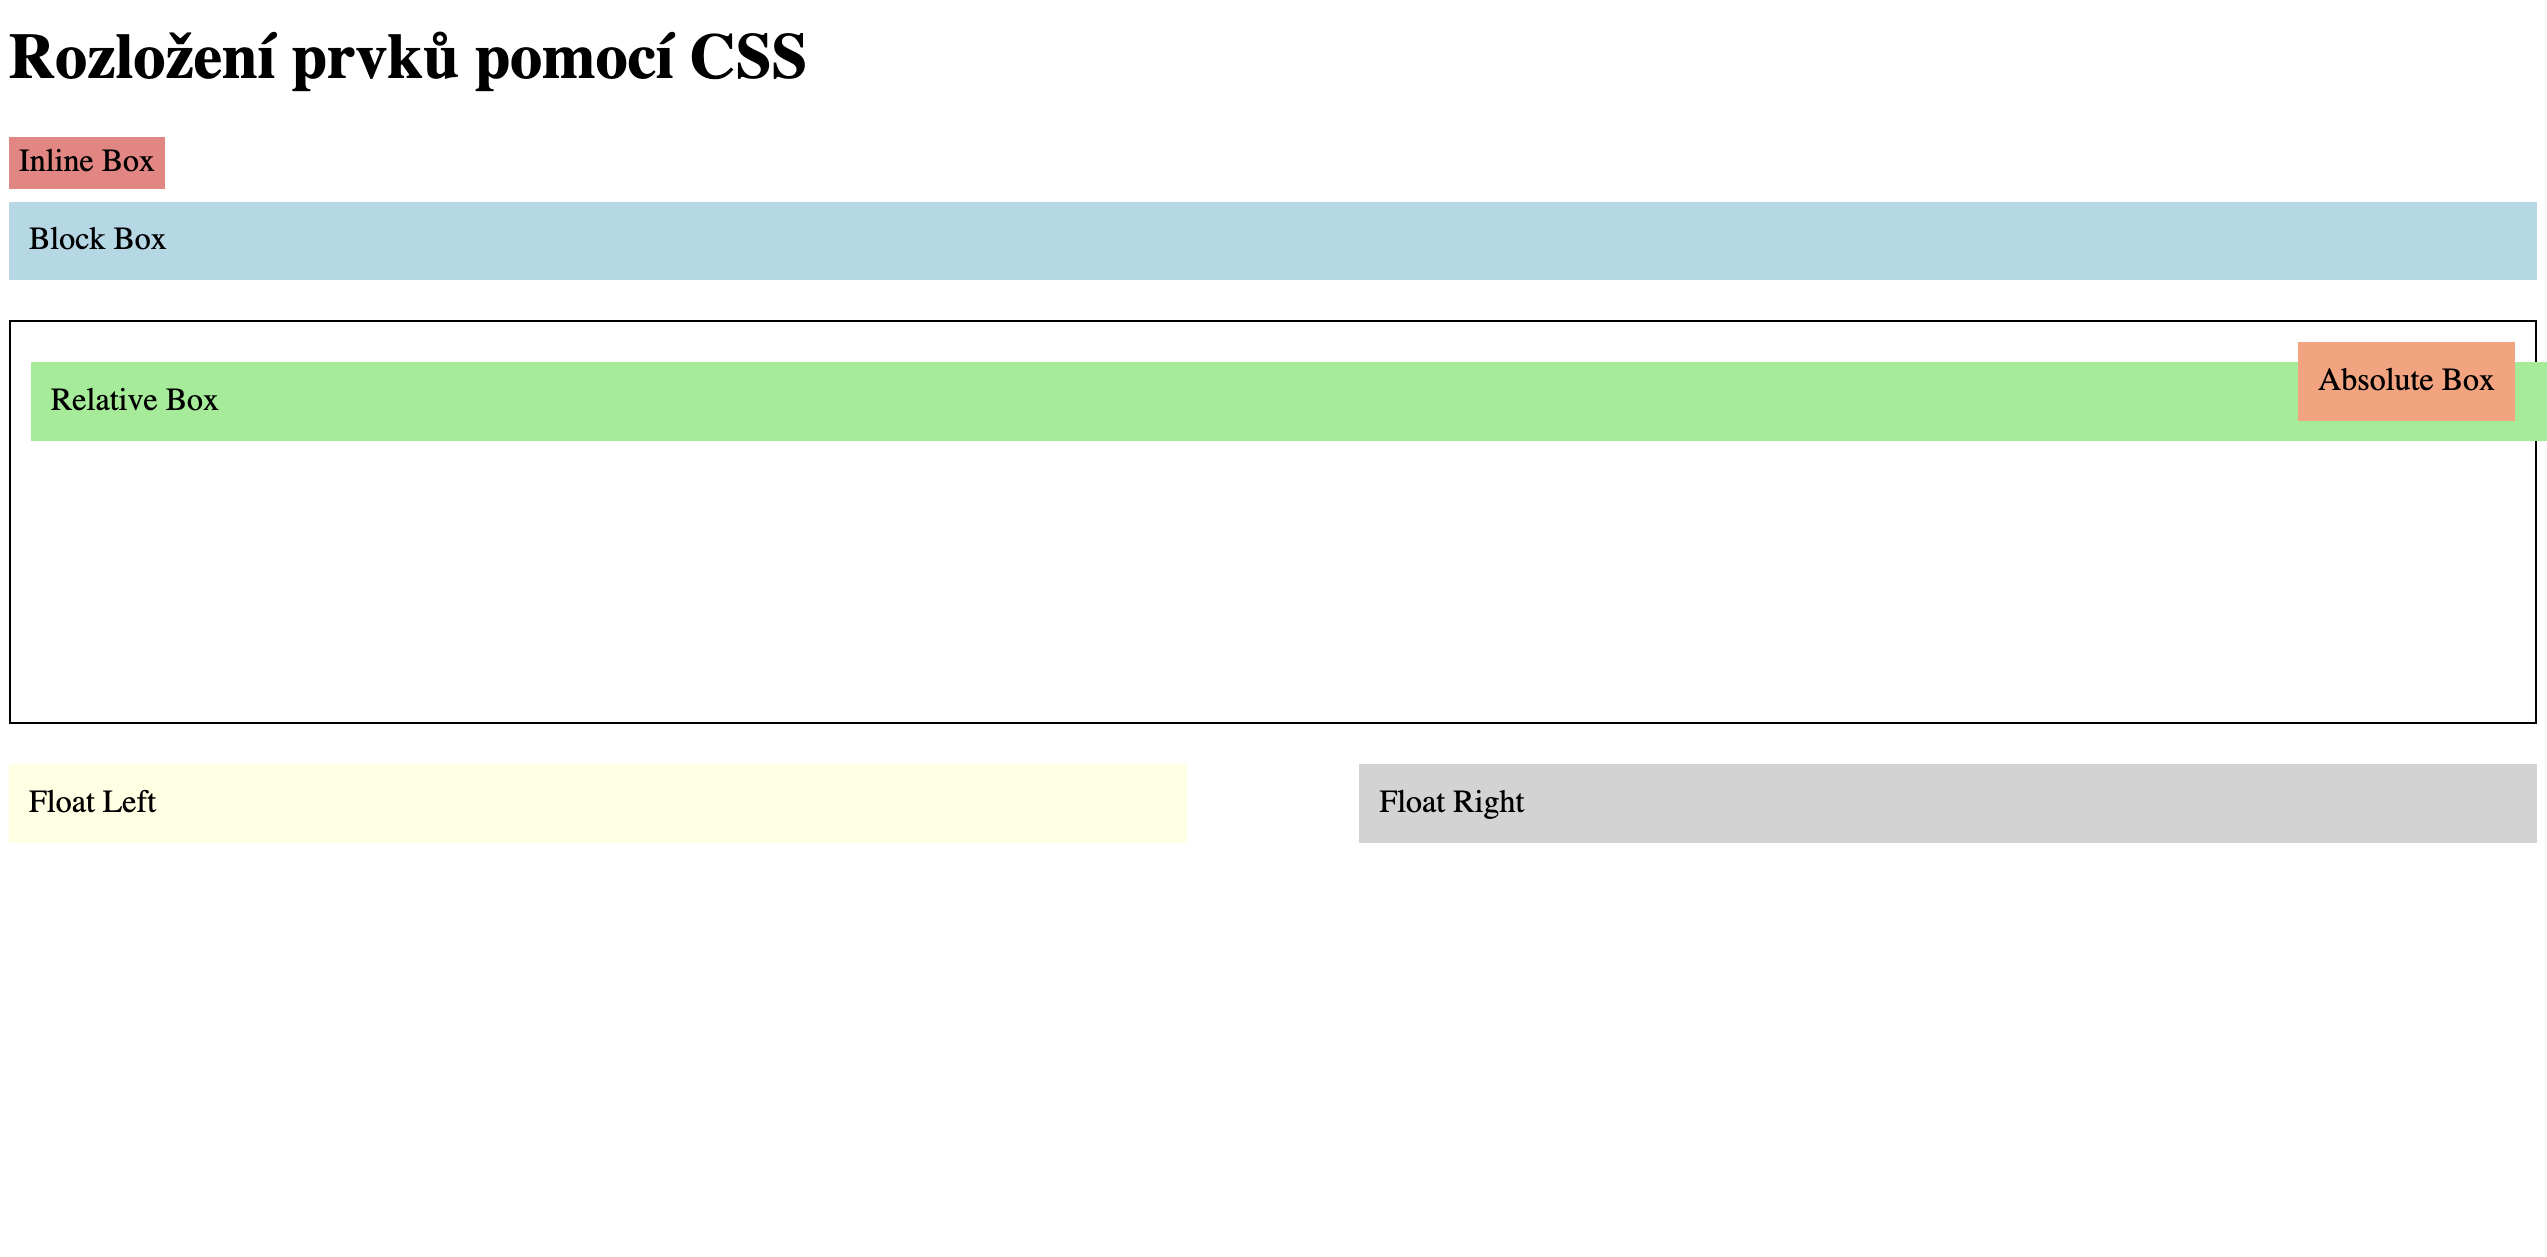 Rozložení prvků pomocí CSS
Inline Box
Block Box
Relative Box
Absolute Box
Float Left
Float Right